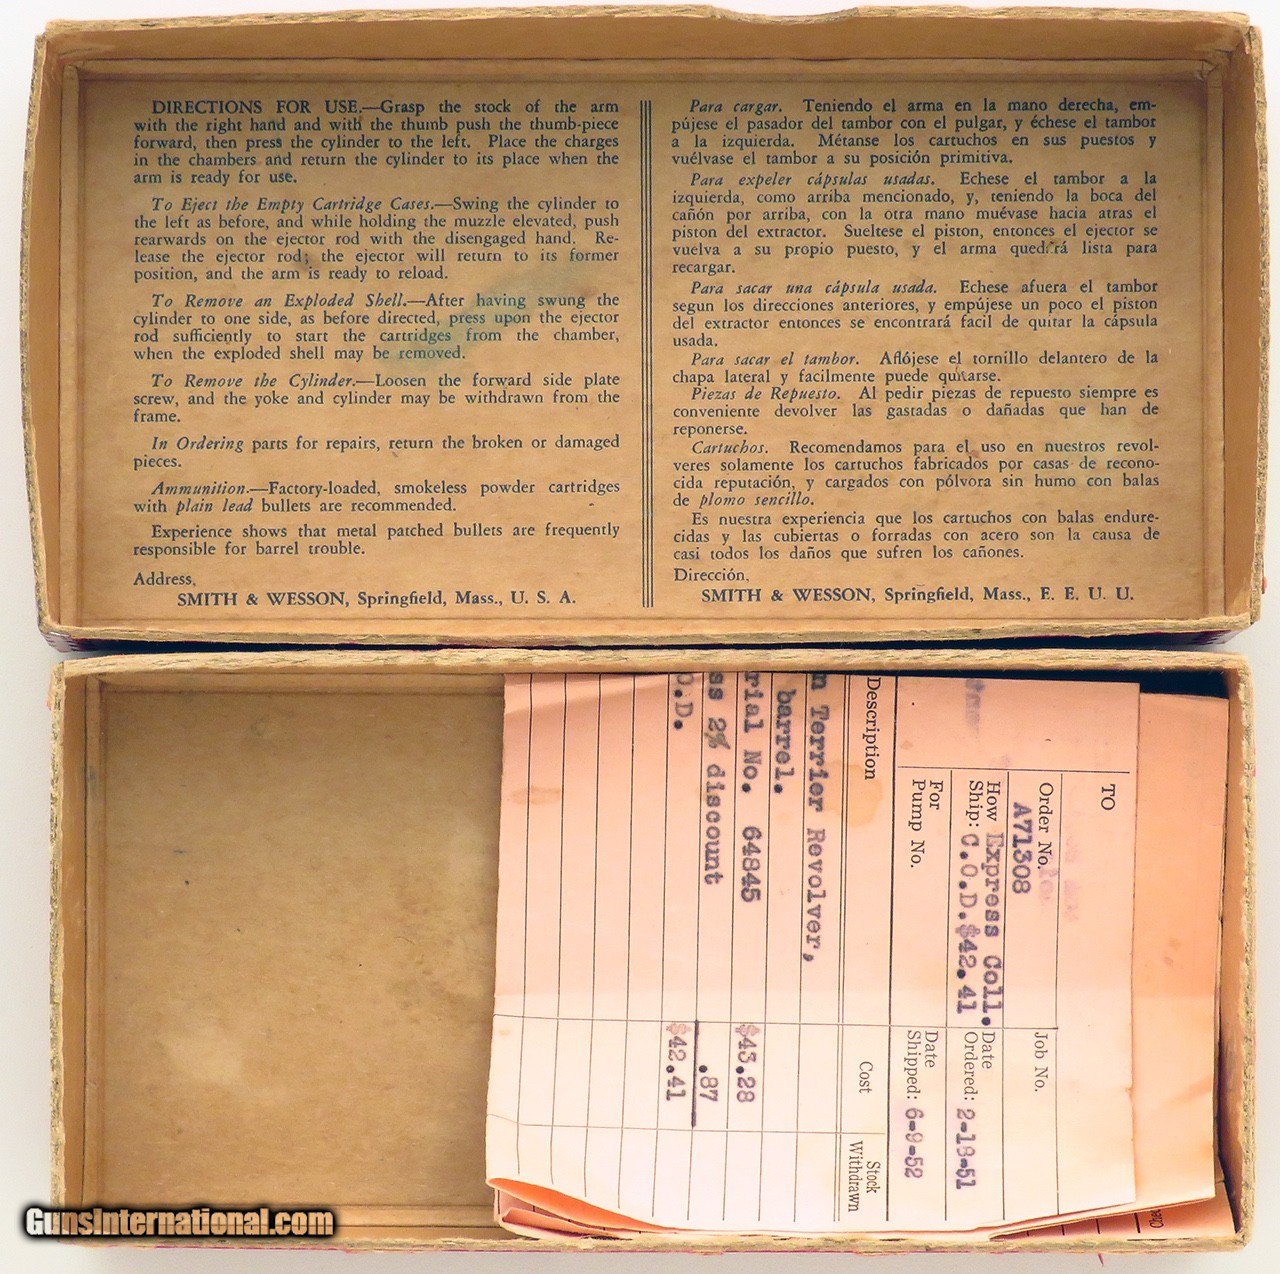 DIRECTIONS FOR USE.—Grasp the stock of the arm
with the right hand and with the thumb push the thumb-piece
forward, then press the cylinder to the left. Place the charges
in the chambers and return the cylinder to its place when the
arm is ready for use.
To Eject the Empty Cartridge Cases.—Swing the cylinder to
the left as before, and while holding the muzzle elevated, push
rearwards on the ejector rod with the disengaged hand. Re-
lease the ejector rod; the ejector will return to its former
position, and the arm is ready to reload.
To Remove an Exploded Shell.—After having swung the
cylinder to one side, as before directed, press upon the ejector
rod sufficiently to start the cartridges from the chamber,
when the exploded shell may be removed.
To Remove the Cylinder.—Loosen the forward side plate
screw, and the yoke and cylinder may be withdrawn from the
frame.
In Ordering parts for repairs, return the broken or damaged
pieces.
Ammunition.—Factory-loaded, smokeless powder cartridges
with plain lead bullets are recommended.
Experience shows that metal patched bullets are frequently
responsible for barrel trouble.
Address,
SMITH & WESSON, Springfield, Mass., U. S. A.
Para cargar. Teniendo el arma en la mano derecha, em-
pújese el pasador del tambor con el pulgar, y échese el tambor
a la izquierda. Métanse los cartuchos en sus puestos y
vuélvase el tambor a su posición primitiva.
Para expeler cápsulas usadas. Echese el tambor a la
izquierda, como arriba mencionado, y, teniendo la boca del
cañón por arriba, con la otra mano muévase hacia atras el
piston del extractor. Sueltese el piston, entonces el ejector se
vuelva a su propio puesto, y el arma quedará lista para
recargar.
Para sacar una cápsula usada. Echese afuera el tambor
segun los direcciones anteriores, y empújese un poco el piston
del extractor entonces se encontrará facil de quitar la cápsula
usada.
Para sacar el tambor. Aflójese el tornillo delantero de la
chapa lateral y facilmente puede quitarse.
Piezas de Repuesto. Al pedir piezas de repuesto siempre es
conveniente devolver las gastadas o dañadas que han de
reponerse.
Cartuchos. Recomendamos para el uso en nuestros revol-
veres solamente los cartuchos fabricados por casas de recono-
cida reputación, y cargados con pólvora sin humo con balas
de plomo sencillo.
Es nuestra experiencia que los cartuchos con balas endure-
cidas y las cubiertas o forradas con acero son la causa de
casi todos los daños que sufren los cañones.
Dirección,
SMITH & WESSON, Springfield, Mass., E. E. U. U.
TO
Order No. Job No.
A71308
How Express Coll. Date
Ship: C.O.D. $42.41 Ordered: 2-18-51
For Date
Pump No. Shipped: 6-9-52
Description Cost Stock
Withdrawn
n Terrier Revolver,
barrel.
rial No. 64845 $43.28
ss 2% discount .87
O.D. $42.41
GunsInternational.com